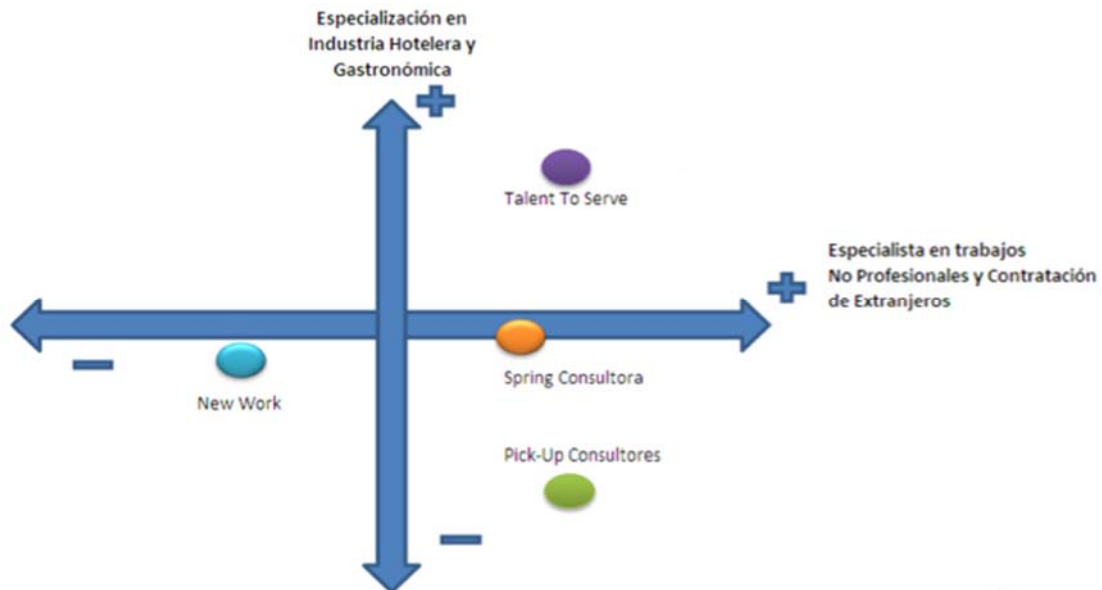 Especialización en
Industria Hotelera y
Gastronómica
Talent To Serve
Especialista en trabajos
No Profesionales y Contratación
de Extranjeros
Spring Consultora
New Work
Pick-Up Consultores